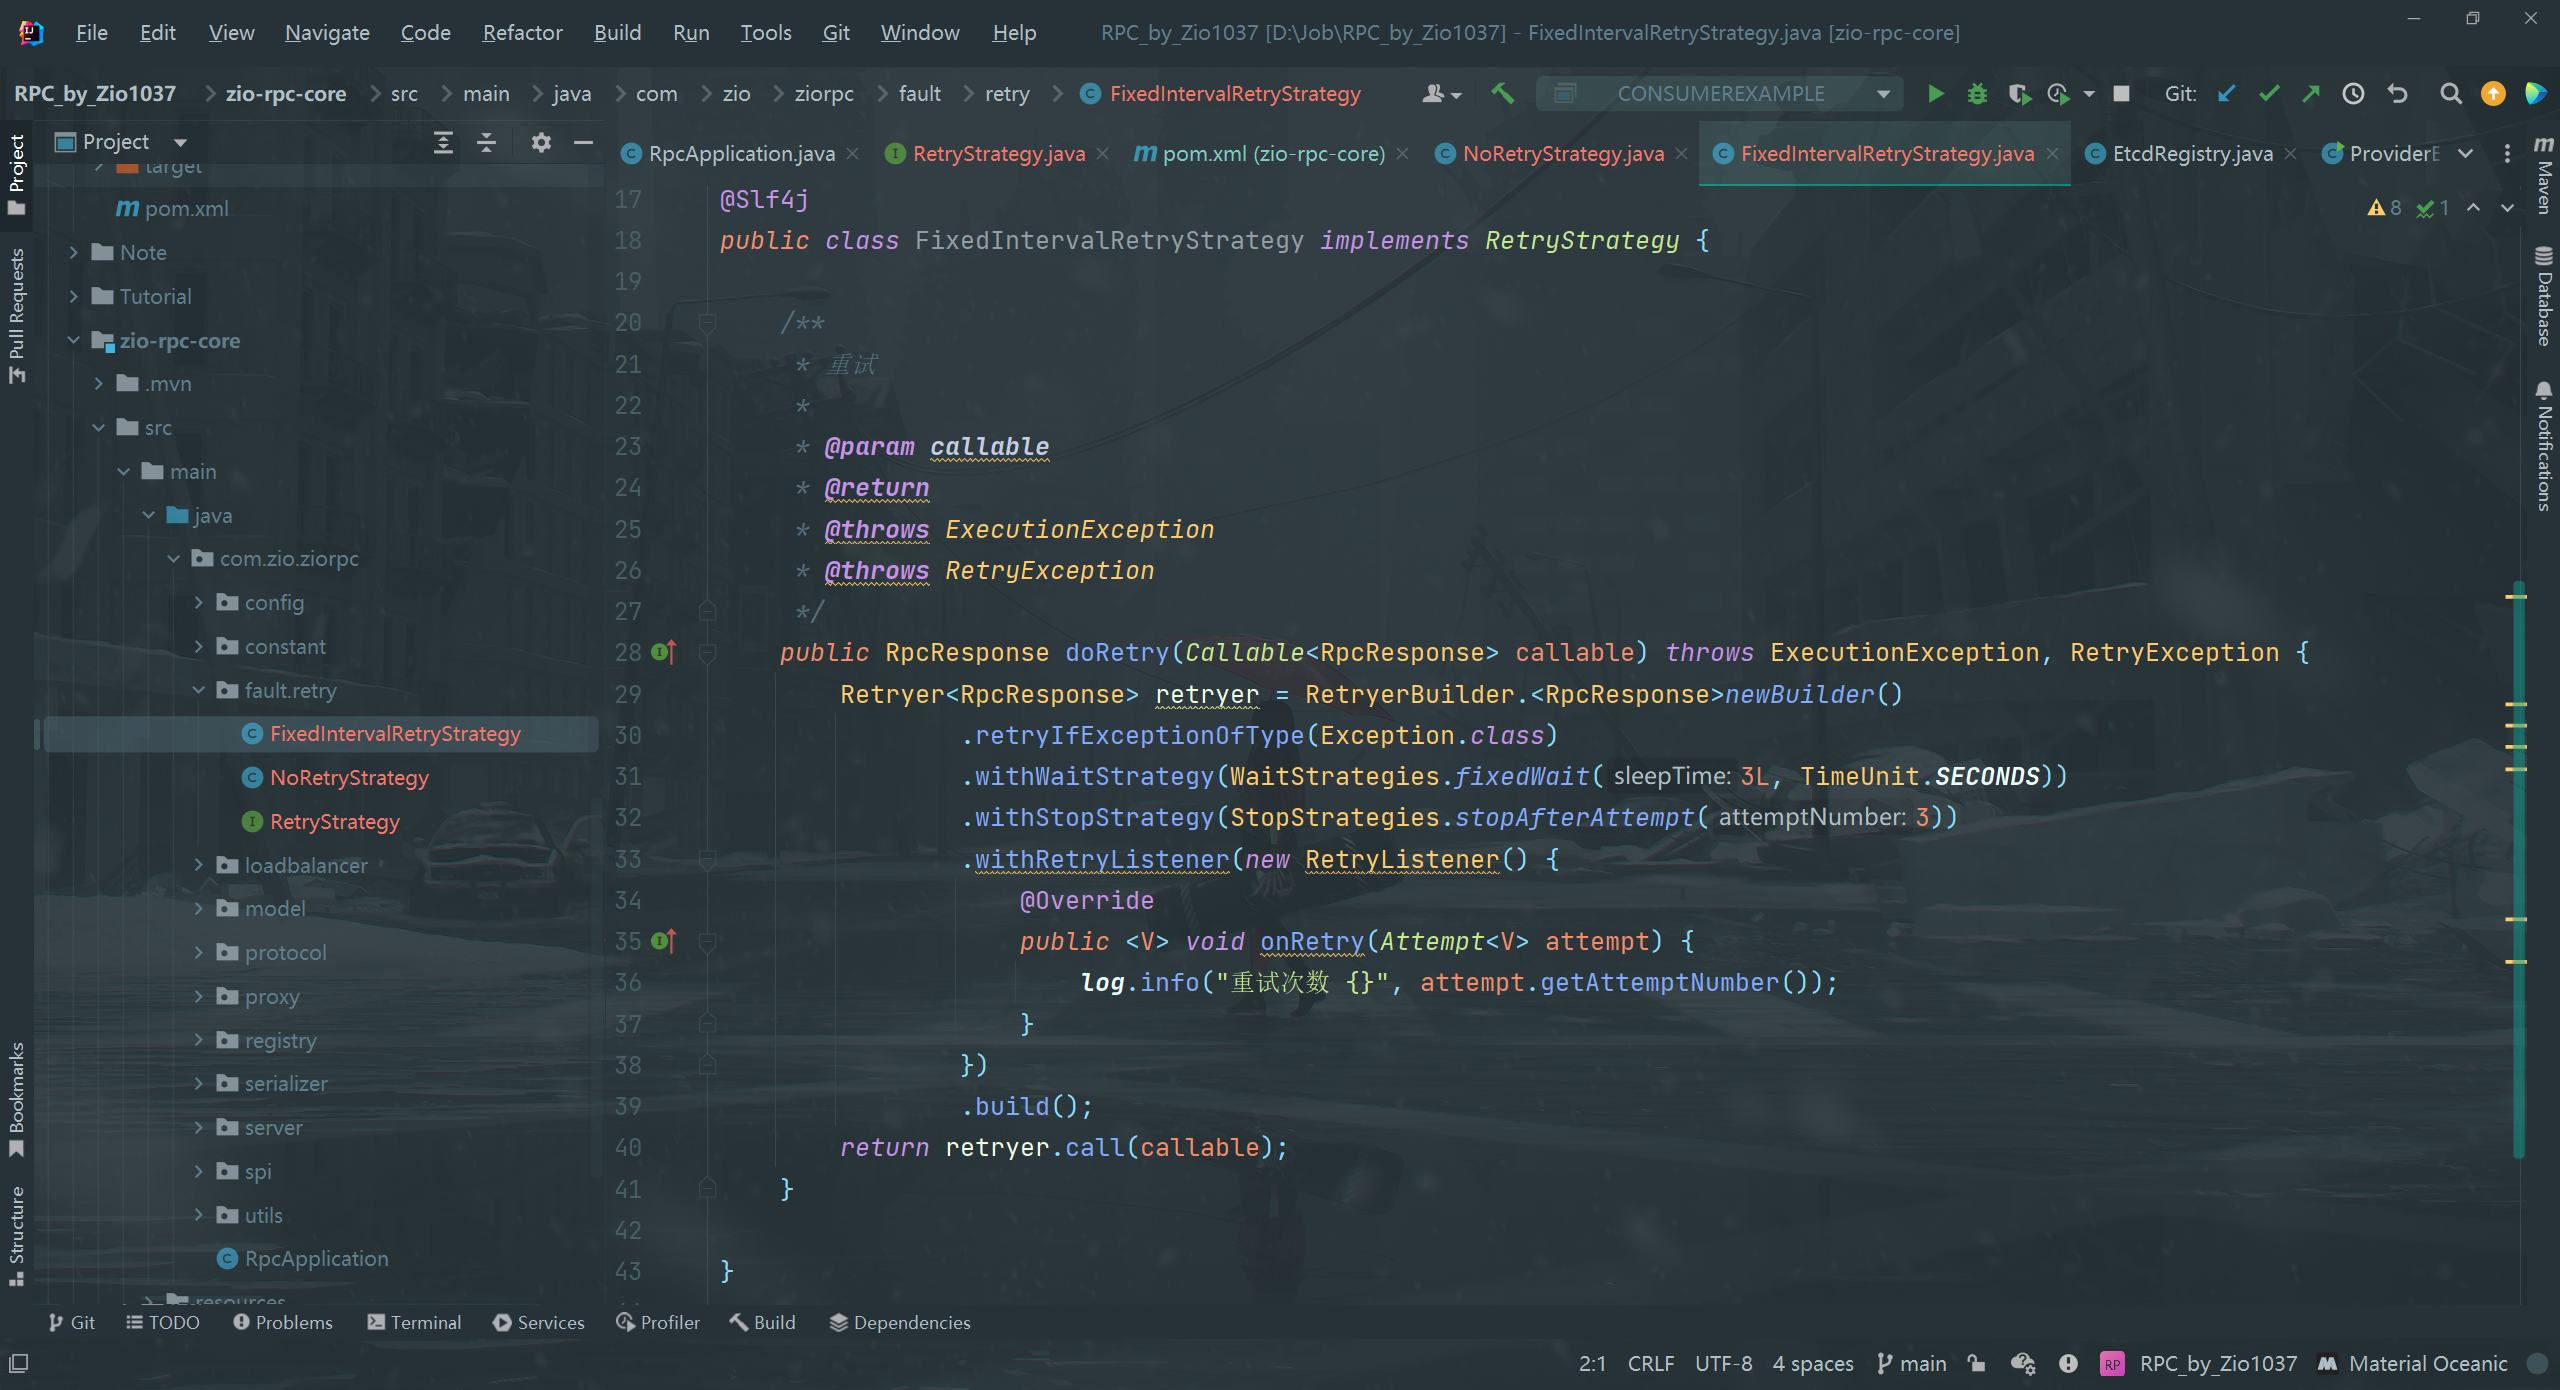 File Edit View Navigate Code Refactor Build Run Tools Git Window Help RPC_by_Zio1037 [D:\Job\RPC_by_Zio1037] - FixedIntervalRetryStrategy.java [zio-rpc-core]
RPC_by_Zio1037 zio-rpc-core src main java com zio ziorpc fault retry FixedIntervalRetryStrategy CONSUMEREXAMPLE Git:
Project
RpcApplication.java RetryStrategy.java pom.xml (zio-rpc-core) NoRetryStrategy.java FixedIntervalRetryStrategy.java EtcdRegistry.java ProviderE
8 1
Project
Pull Requests
Bookmarks
Structure
target
pom.xml
Note
Tutorial
zio-rpc-core
.mvn
src
main
java
com.zio.ziorpc
config
constant
fault.retry
FixedIntervalRetryStrategy
NoRetryStrategy
RetryStrategy
loadbalancer
model
protocol
proxy
registry
serializer
server
spi
utils
RpcApplication
resources
17 @Slf4j
18 public class FixedIntervalRetryStrategy implements RetryStrategy {
19
20 /**
21 * 重试
22 *
23 * @param callable
24 * @return
25 * @throws ExecutionException
26 * @throws RetryException
27 */
28 public RpcResponse doRetry(Callable<RpcResponse> callable) throws ExecutionException, RetryException {
29 Retryer<RpcResponse> retryer = RetryerBuilder.<RpcResponse>newBuilder()
30 .retryIfExceptionOfType(Exception.class)
31 .withWaitStrategy(WaitStrategies.fixedWait( sleepTime: 3L, TimeUnit.SECONDS))
32 .withStopStrategy(StopStrategies.stopAfterAttempt( attemptNumber: 3))
33 .withRetryListener(new RetryListener() {
34 @Override
35 public <V> void onRetry(Attempt<V> attempt) {
36 log.info("重试次数 {}", attempt.getAttemptNumber());
37 }
38 })
39 .build();
40 return retryer.call(callable);
41 }
42
43 }
Maven
Database
Notifications
Git TODO Problems Terminal Services Profiler Build Dependencies
2:1 CRLF UTF-8 4 spaces main RP RPC_by_Zio1037 Material Oceanic